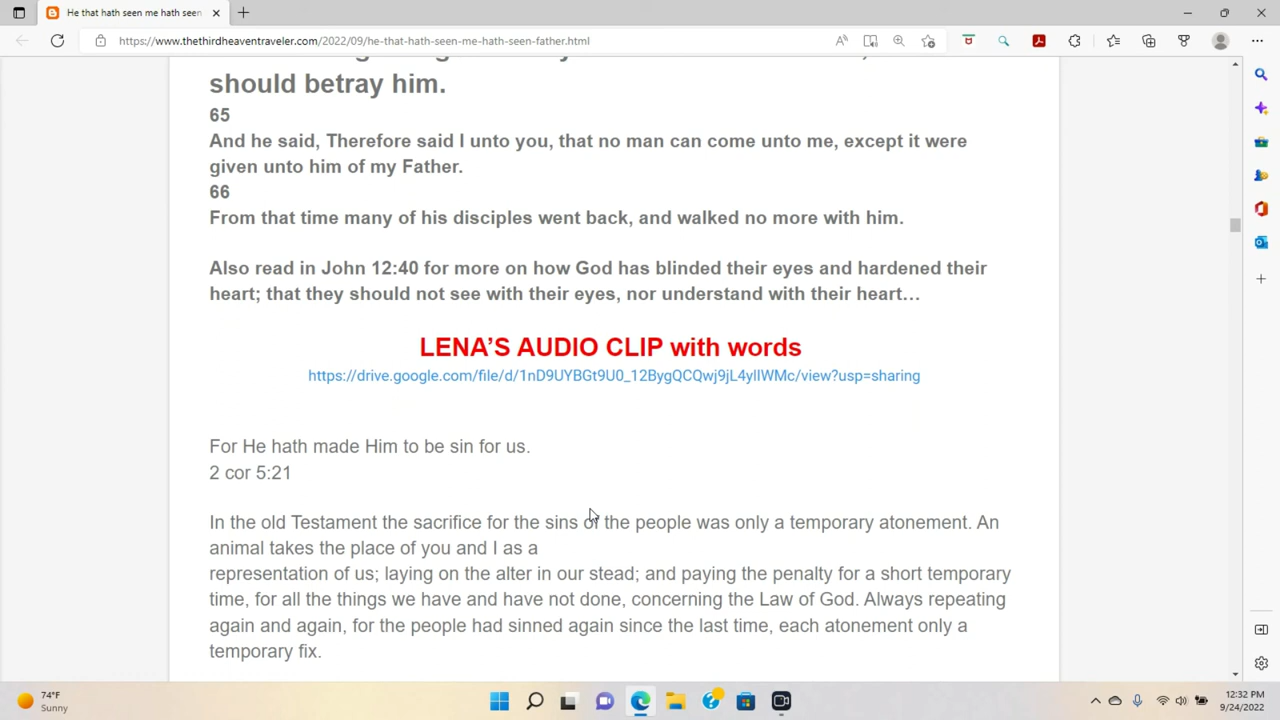 He that hath seen me hath seen
https://www.thethirdheaventraveler.com/2022/09/he-that-hath-seen-me-hath-seen-father.html
should betray him.
65
And he said, Therefore said I unto you, that no man can come unto me, except it were
given unto him of my Father.
66
From that time many of his disciples went back, and walked no more with him.
Also read in John 12:40 for more on how God has blinded their eyes and hardened their
heart; that they should not see with their eyes, nor understand with their heart…
LENA’S AUDIO CLIP with words
https://drive.google.com/file/d/1nD9UYBGt9U0_12BygQCQwj9jL4ylIWMc/view?usp=sharing
For He hath made Him to be sin for us.
2 cor 5:21
In the old Testament the sacrifice for the sins of the people was only a temporary atonement. An
animal takes the place of you and I as a
representation of us; laying on the alter in our stead; and paying the penalty for a short temporary
time, for all the things we have and have not done, concerning the Law of God. Always repeating
again and again, for the people had sinned again since the last time, each atonement only a
temporary fix.
74°F
Sunny
12:32 PM
9/24/2022